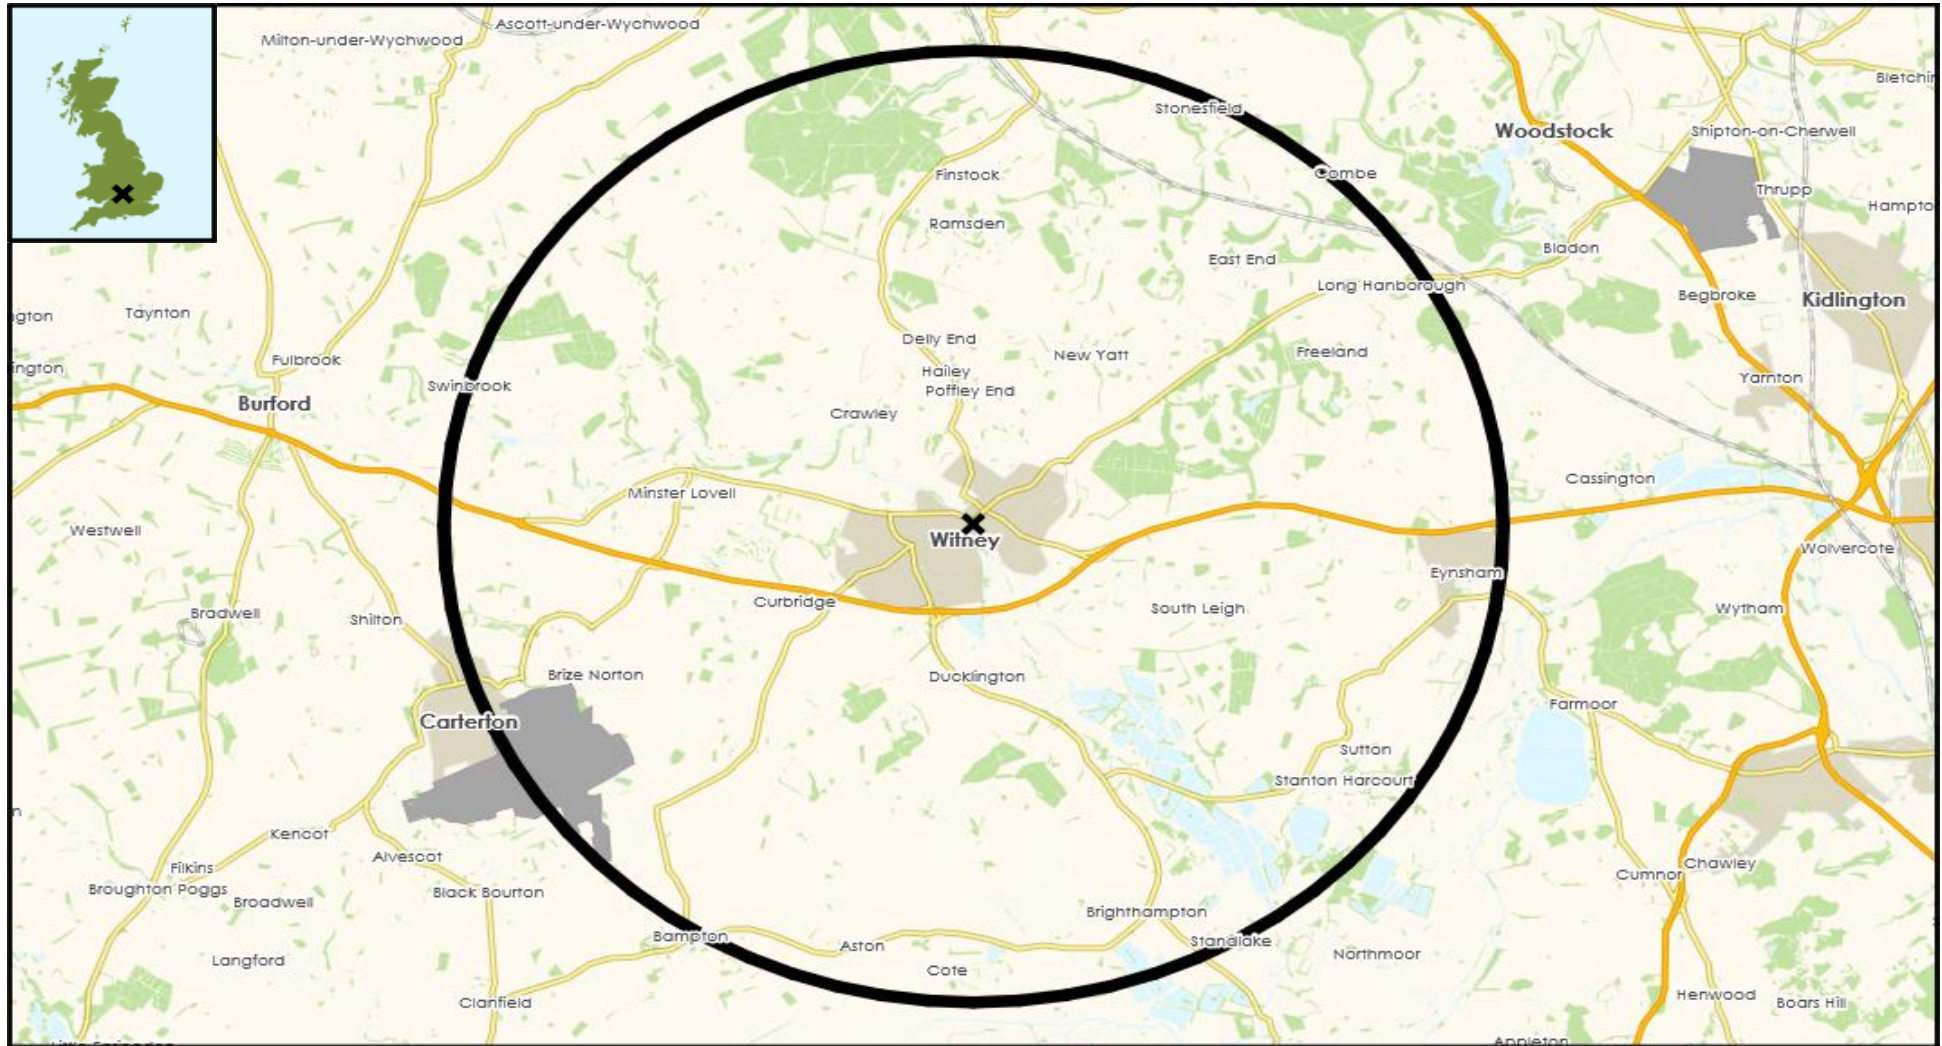 Ascott-under-Wychwood
Milton-under-Wychwood
Bletchin
Stonesfield
Woodstock
Shipton-on-Cherwell
Finstock
Combe
Thrupp
Hampto
Ramsden
Bladon
East End
Long Hanborough
Begbroke
Kidlington
Taynton
ngton
Delly End
New Yatt
Freeland
Fulbrook
ington
Hailey
Yarnton
Swinbrook
Poffley End
Burford
Crawley
Cassington
Minster Lovell
Westwell
Witney
Wolvercote
Eynsham
Curbridge
South Leigh
Wytham
Bradwell
Shilton
Brize Norton
Ducklington
Farmoor
Carterton
Sutton
Stanton Harcourt
n
Kencot
Alvescot
Chawley
Filkins
Cumnor
Broughton Poggs
Black Bourton
Broadwell
Brighthampton
Bampton
Aston
Standlake
Northmoor
Langford
Cote
Henwood
Clanfield
Boars Hill
Appleton